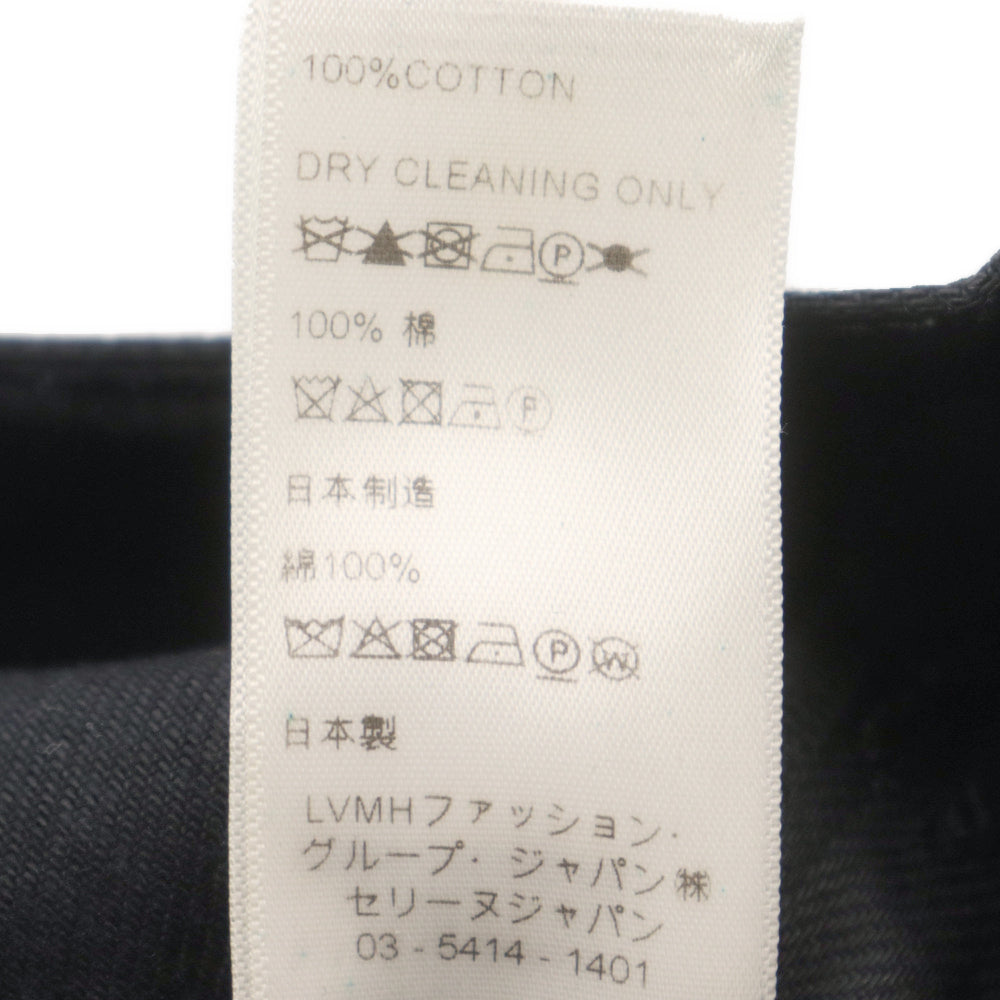 100%COTTON
DRY CLEANING ONLY
P
100% 棉
P
日本制造
綿100%
P W
日本製
LVMHファッション・
グループ・ジャパン㈱
セリーヌジャパン
03 - 5414 - 1401